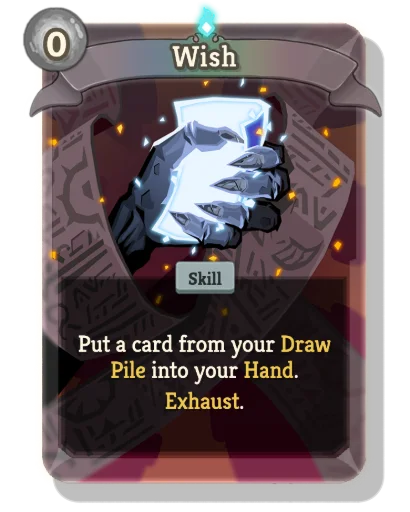 0
Wish
Skill
Put a card from your Draw
Pile into your Hand.
Exhaust.